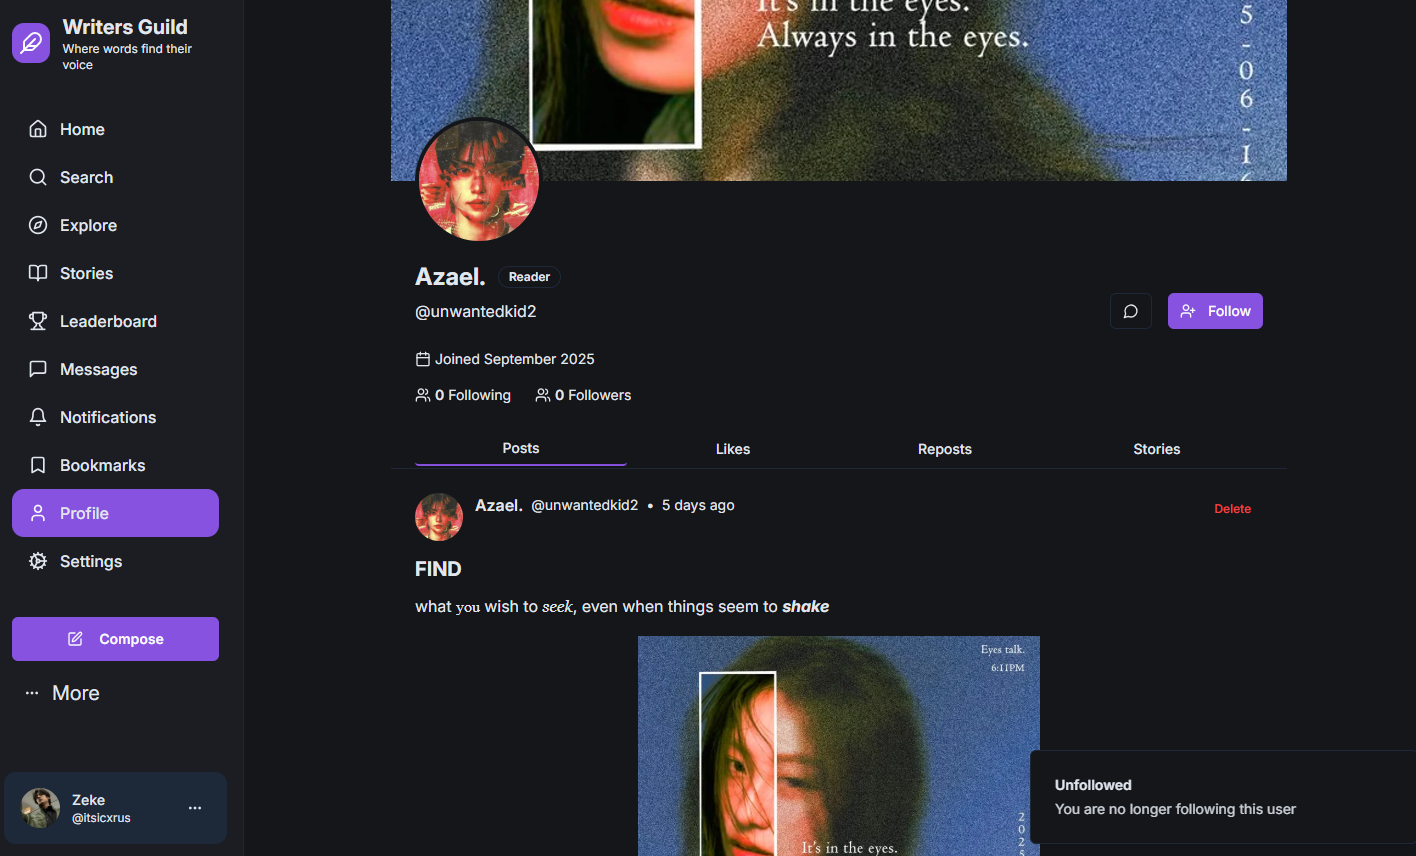 Writers Guild
Where words find their
voice
Home
Search
Explore
Stories
Leaderboard
Messages
Notifications
Bookmarks
Profile
Settings
Compose
More
Zeke
@itsicxrus
It's in the eyes.
Always in the eyes.
5-06-16
Azael.
Reader
@unwantedkid2
Follow
Joined September 2025
0 Following
0 Followers
Posts
Likes
Reposts
Stories
Azael. @unwantedkid2 • 5 days ago
Delete
FIND
what you wish to seek, even when things seem to shake
Eyes talk.
6:11PM
It's in the eyes.
2025
Unfollowed
You are no longer following this user